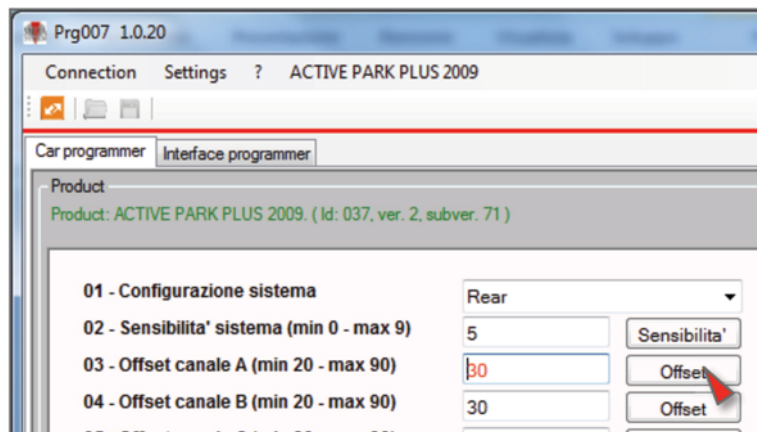 Prg007 1.0.20
Connection Settings ? ACTIVE PARK PLUS 2009
Car programmer Interface programmer
Product
Product: ACTIVE PARK PLUS 2009. ( Id: 037, ver. 2, subver. 71 )
01 - Configurazione sistema Rear
02 - Sensibilita' sistema (min 0 - max 9) 5 Sensibilita'
03 - Offset canale A (min 20 - max 90) 30 Offset
04 - Offset canale B (min 20 - max 90) 30 Offset